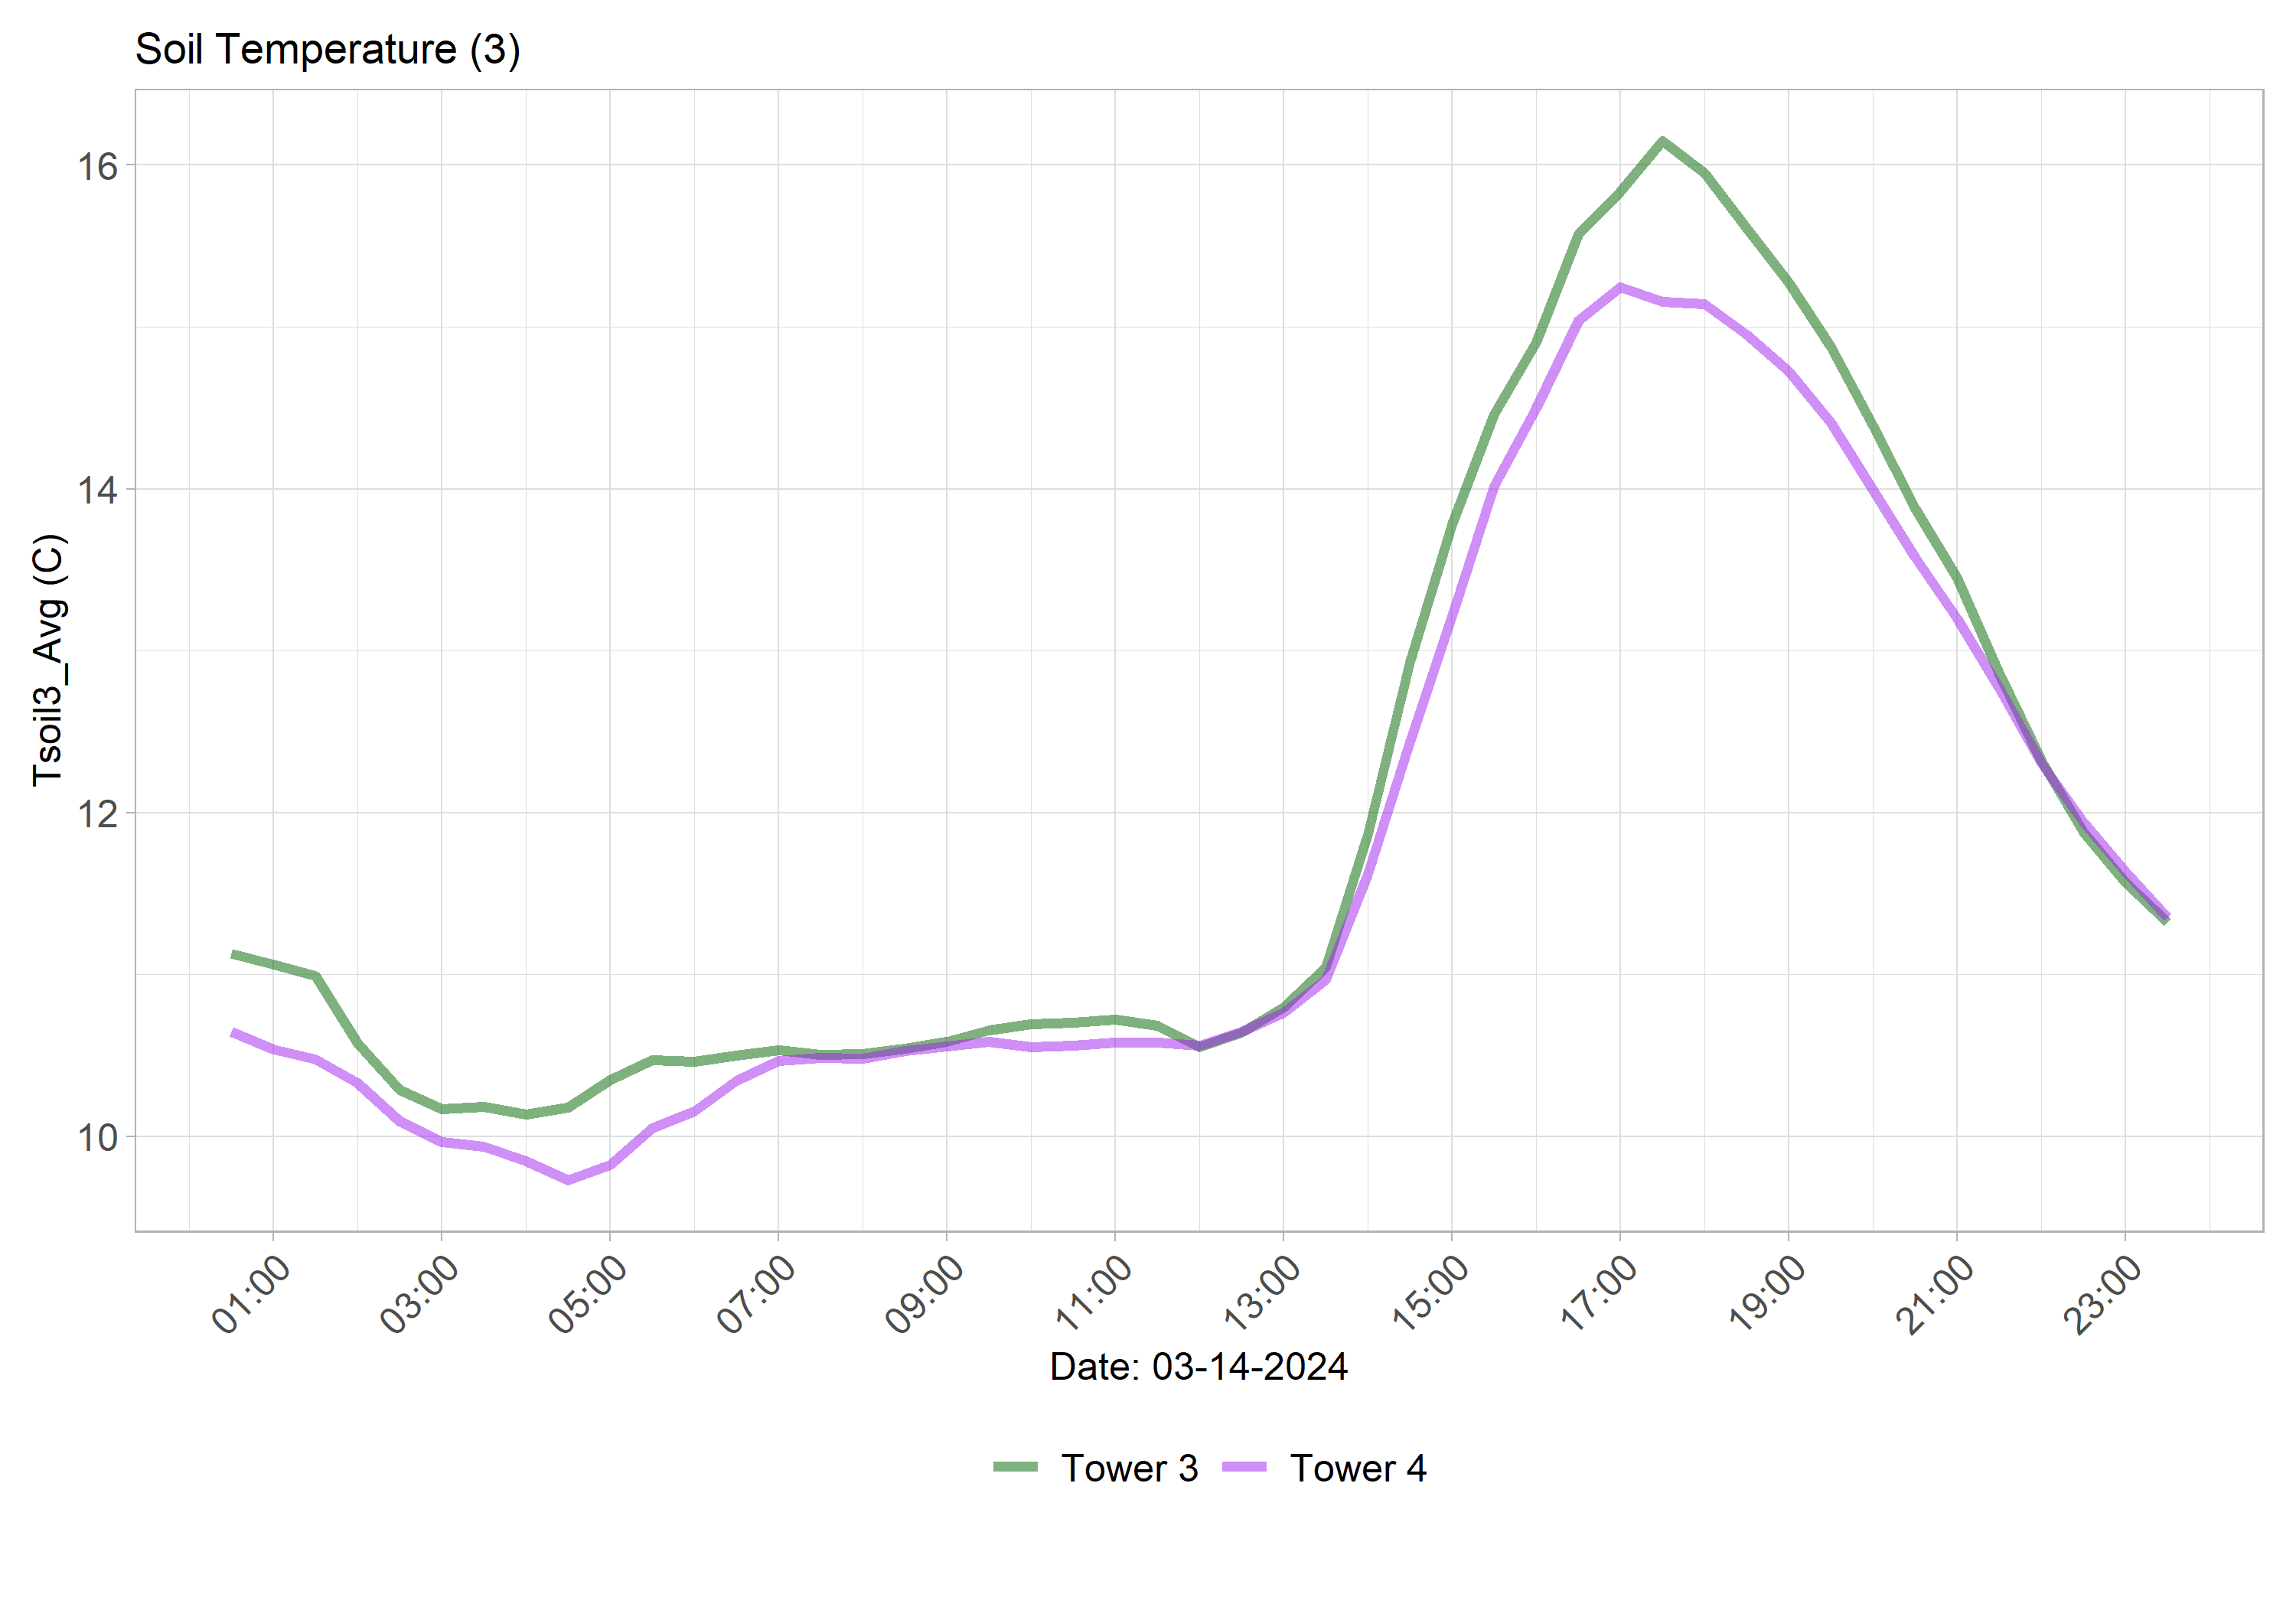 Soil Temperature (3)
Tsoil3_Avg (C)
16
14
12
10
01:00 03:00 05:00 07:00 09:00 11:00 13:00 15:00 17:00 19:00 21:00 23:00
Date: 03-14-2024
Tower 3 Tower 4